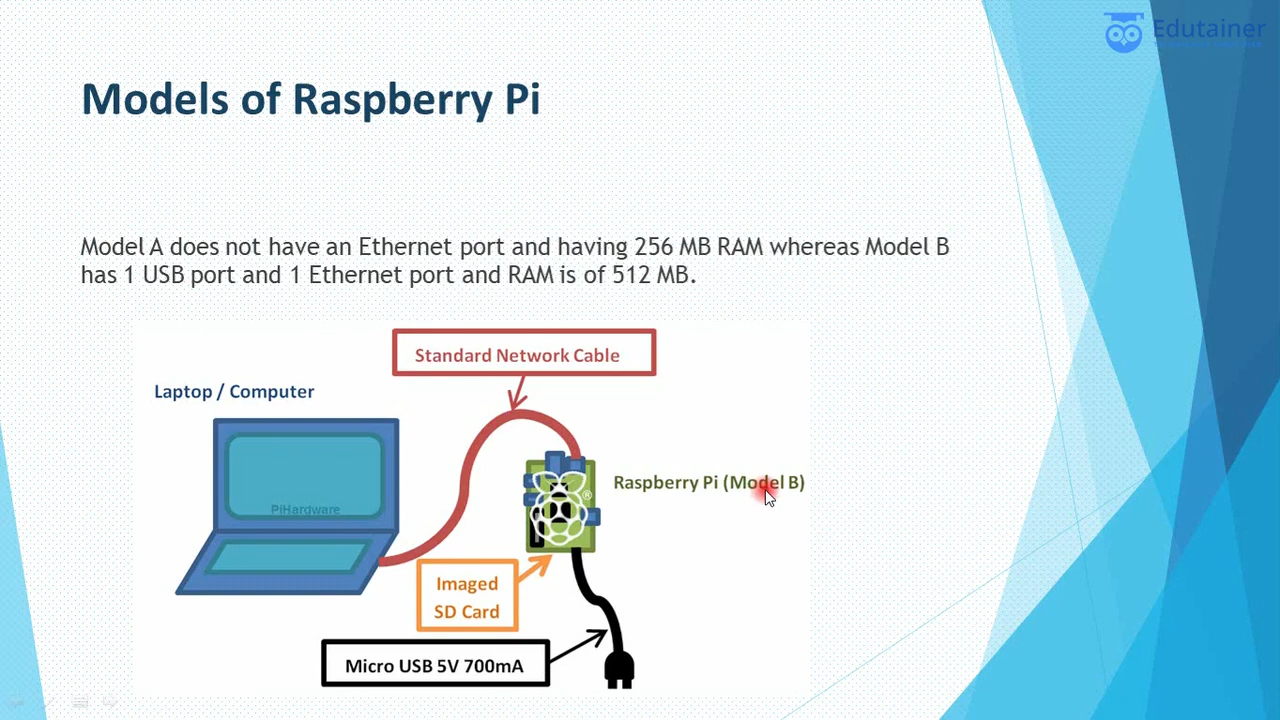 Edutainer
Models of Raspberry Pi
Model A does not have an Ethernet port and having 256 MB RAM whereas Model B
has 1 USB port and 1 Ethernet port and RAM is of 512 MB.
Standard Network Cable
Laptop / Computer
Raspberry Pi (Model B)
®
PiHardware
Imaged
SD Card
Micro USB 5V 700mA